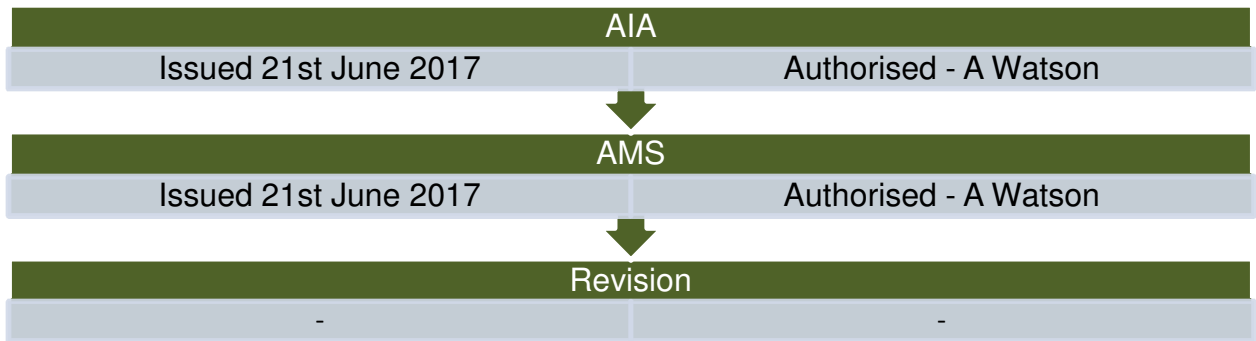 AIA
Issued 21st June 2017 Authorised - A Watson
AMS
Issued 21st June 2017 Authorised - A Watson
Revision
- -